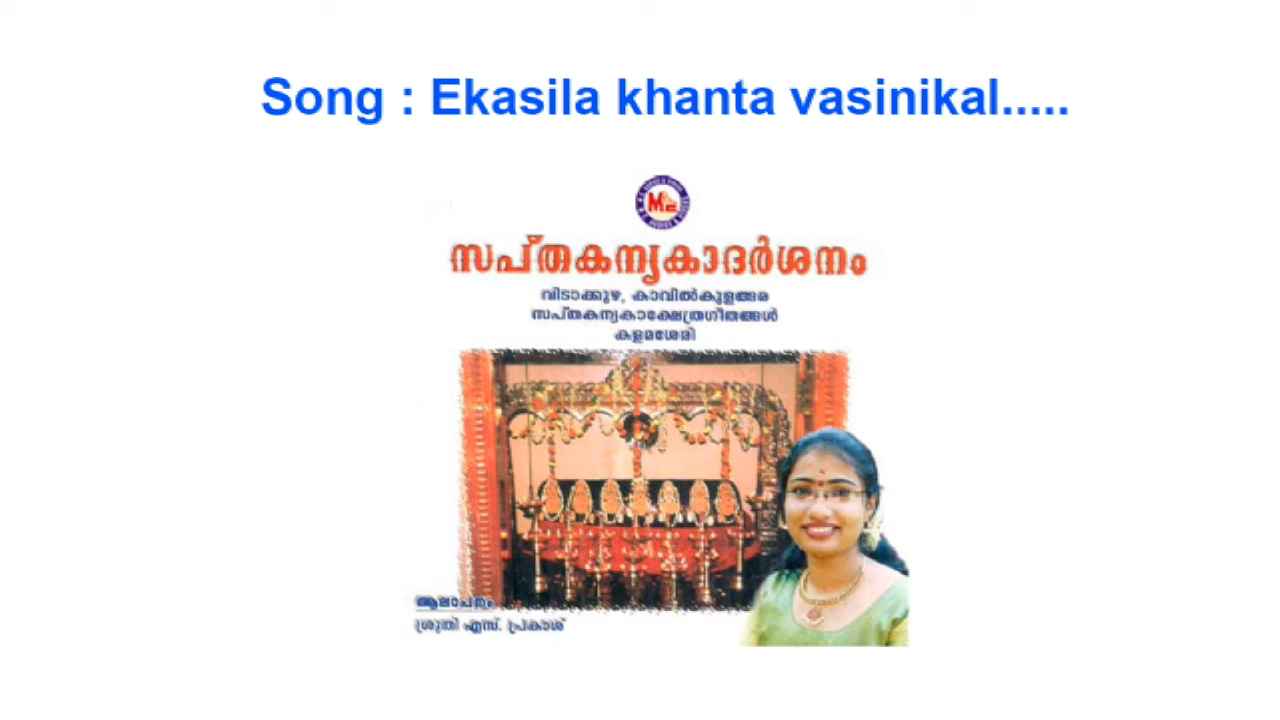 Song : Ekasila khanta vasinikal.....
സപ്തകന്യകാദർശനം
വിടാക്കുഴ, കാവിൽകുളങ്ങര
സപ്തകന്യകാക്ഷേത്രഗീതങ്ങൾ
കളമശേരി
ആലാപനം
ശ്രുതി എസ്. പ്രകാശ്